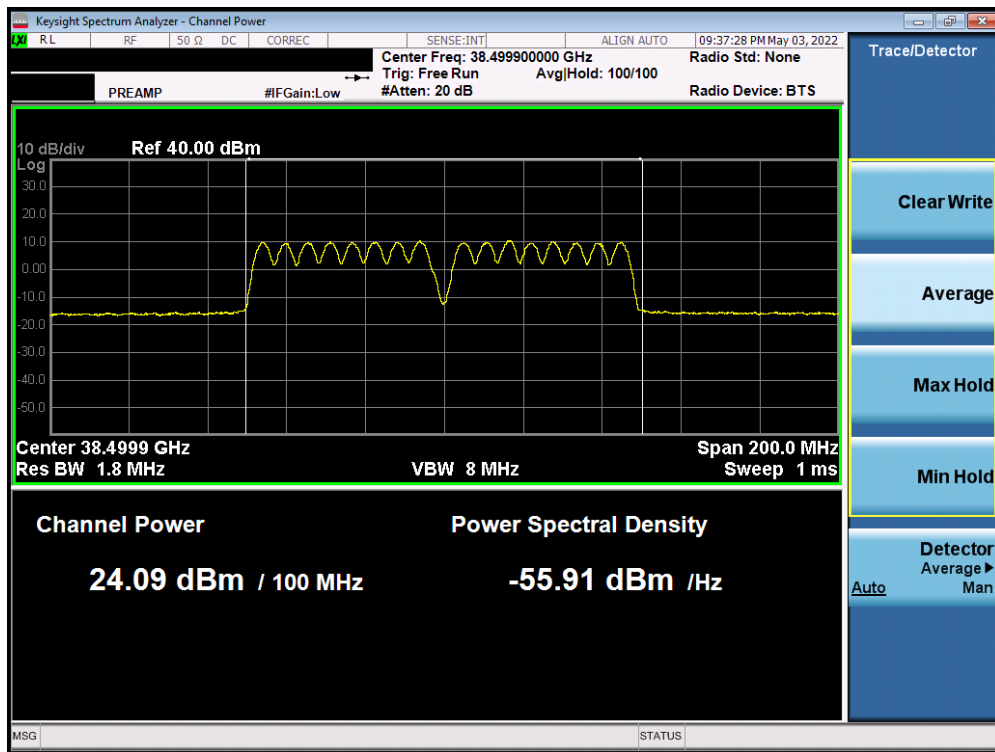 Keysight Spectrum Analyzer - Channel Power
LXI RL RF 50 Ω DC CORREC SENSE:INT ALIGN AUTO 09:37:28 PM May 03, 2022
Center Freq: 38.499900000 GHz Radio Std: None
Trig: Free Run Avg|Hold: 100/100
PREAMP #IFGain:Low #Atten: 20 dB Radio Device: BTS
10 dB/div Ref 40.00 dBm
Log
30.0
20.0
10.0
0.00
-10.0
-20.0
-30.0
-40.0
-50.0
Center 38.4999 GHz Span 200.0 MHz
Res BW 1.8 MHz VBW 8 MHz Sweep 1 ms
Channel Power Power Spectral Density
24.09 dBm / 100 MHz -55.91 dBm /Hz
MSG STATUS
Trace/Detector
Clear Write
Average
Max Hold
Min Hold
Detector
Average
Auto Man